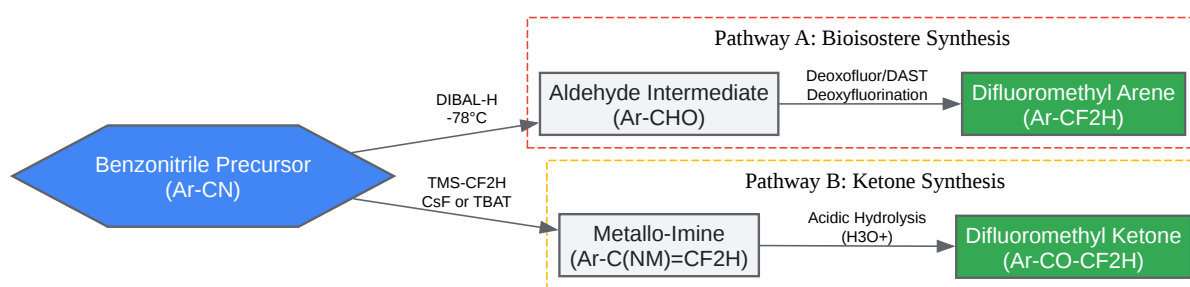 Pathway A: Bioisostere Synthesis
Benzonitrile Precursor
(Ar-CN)
DIBAL-H
-78°C
Aldehyde Intermediate
(Ar-CHO)
Deoxofluor/DAST
Deoxyfluorination
Difluoromethyl Arene
(Ar-CF2H)
Pathway B: Ketone Synthesis
TMS-CF2H
CsF or TBAT
Metallo-Imine
(Ar-C(NM)=CF2H)
Acidic Hydrolysis
(H3O+)
Difluoromethyl Ketone
(Ar-CO-CF2H)